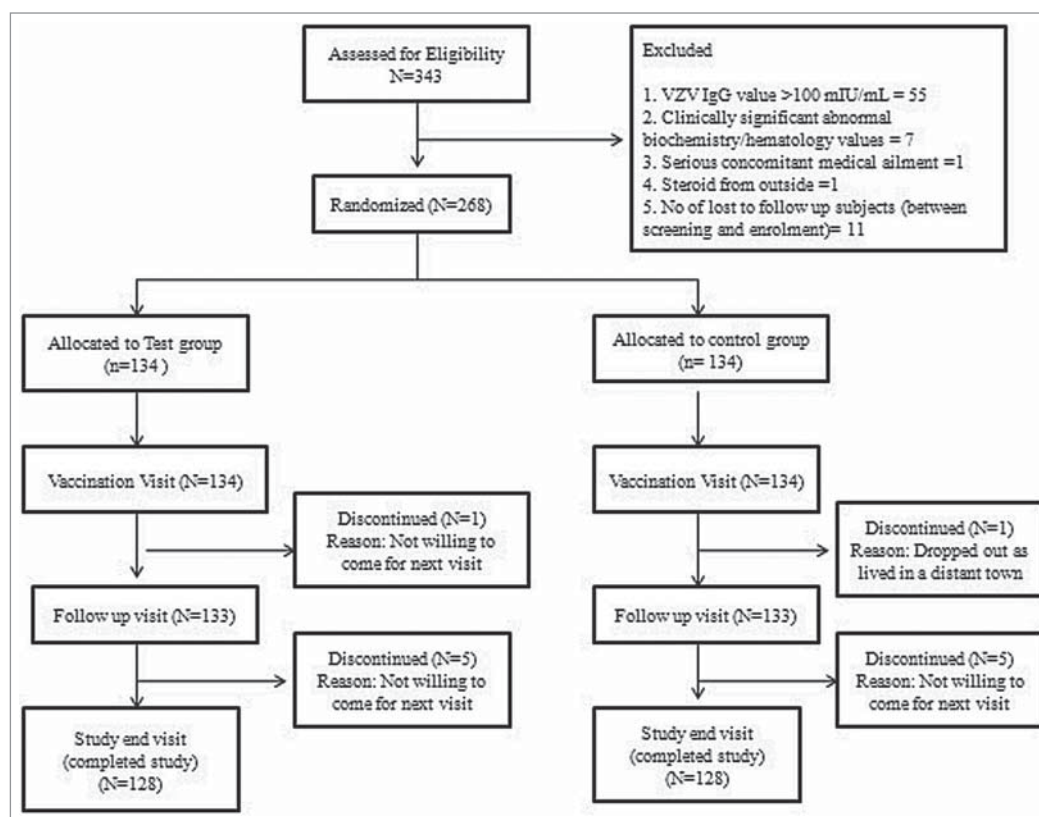 Assessed for Eligibility
N=343
Excluded
1. VZV IgG value >100 mIU/mL = 55
2. Clinically significant abnormal
biochemistry/hematology values = 7
3. Serious concomitant medical ailment =1
4. Steroid from outside =1
5. No of lost to follow up subjects (between
screening and enrolment)= 11
Randomized (N=268)
Allocated to Test group
(n=134 )
Allocated to control group
(n= 134)
Vaccination Visit (N=134)
Vaccination Visit (N=134)
Discontinued (N=1)
Reason: Not willing to
come for next visit
Discontinued (N=1)
Reason: Dropped out as
lived in a distant town
Follow up visit (N=133)
Follow up visit (N=133)
Discontinued (N=5)
Reason: Not willing to
come for next visit
Discontinued (N=5)
Reason: Not willing to
come for next visit
Study end visit
(completed study)
(N=128)
Study end visit
(completed study)
(N=128)